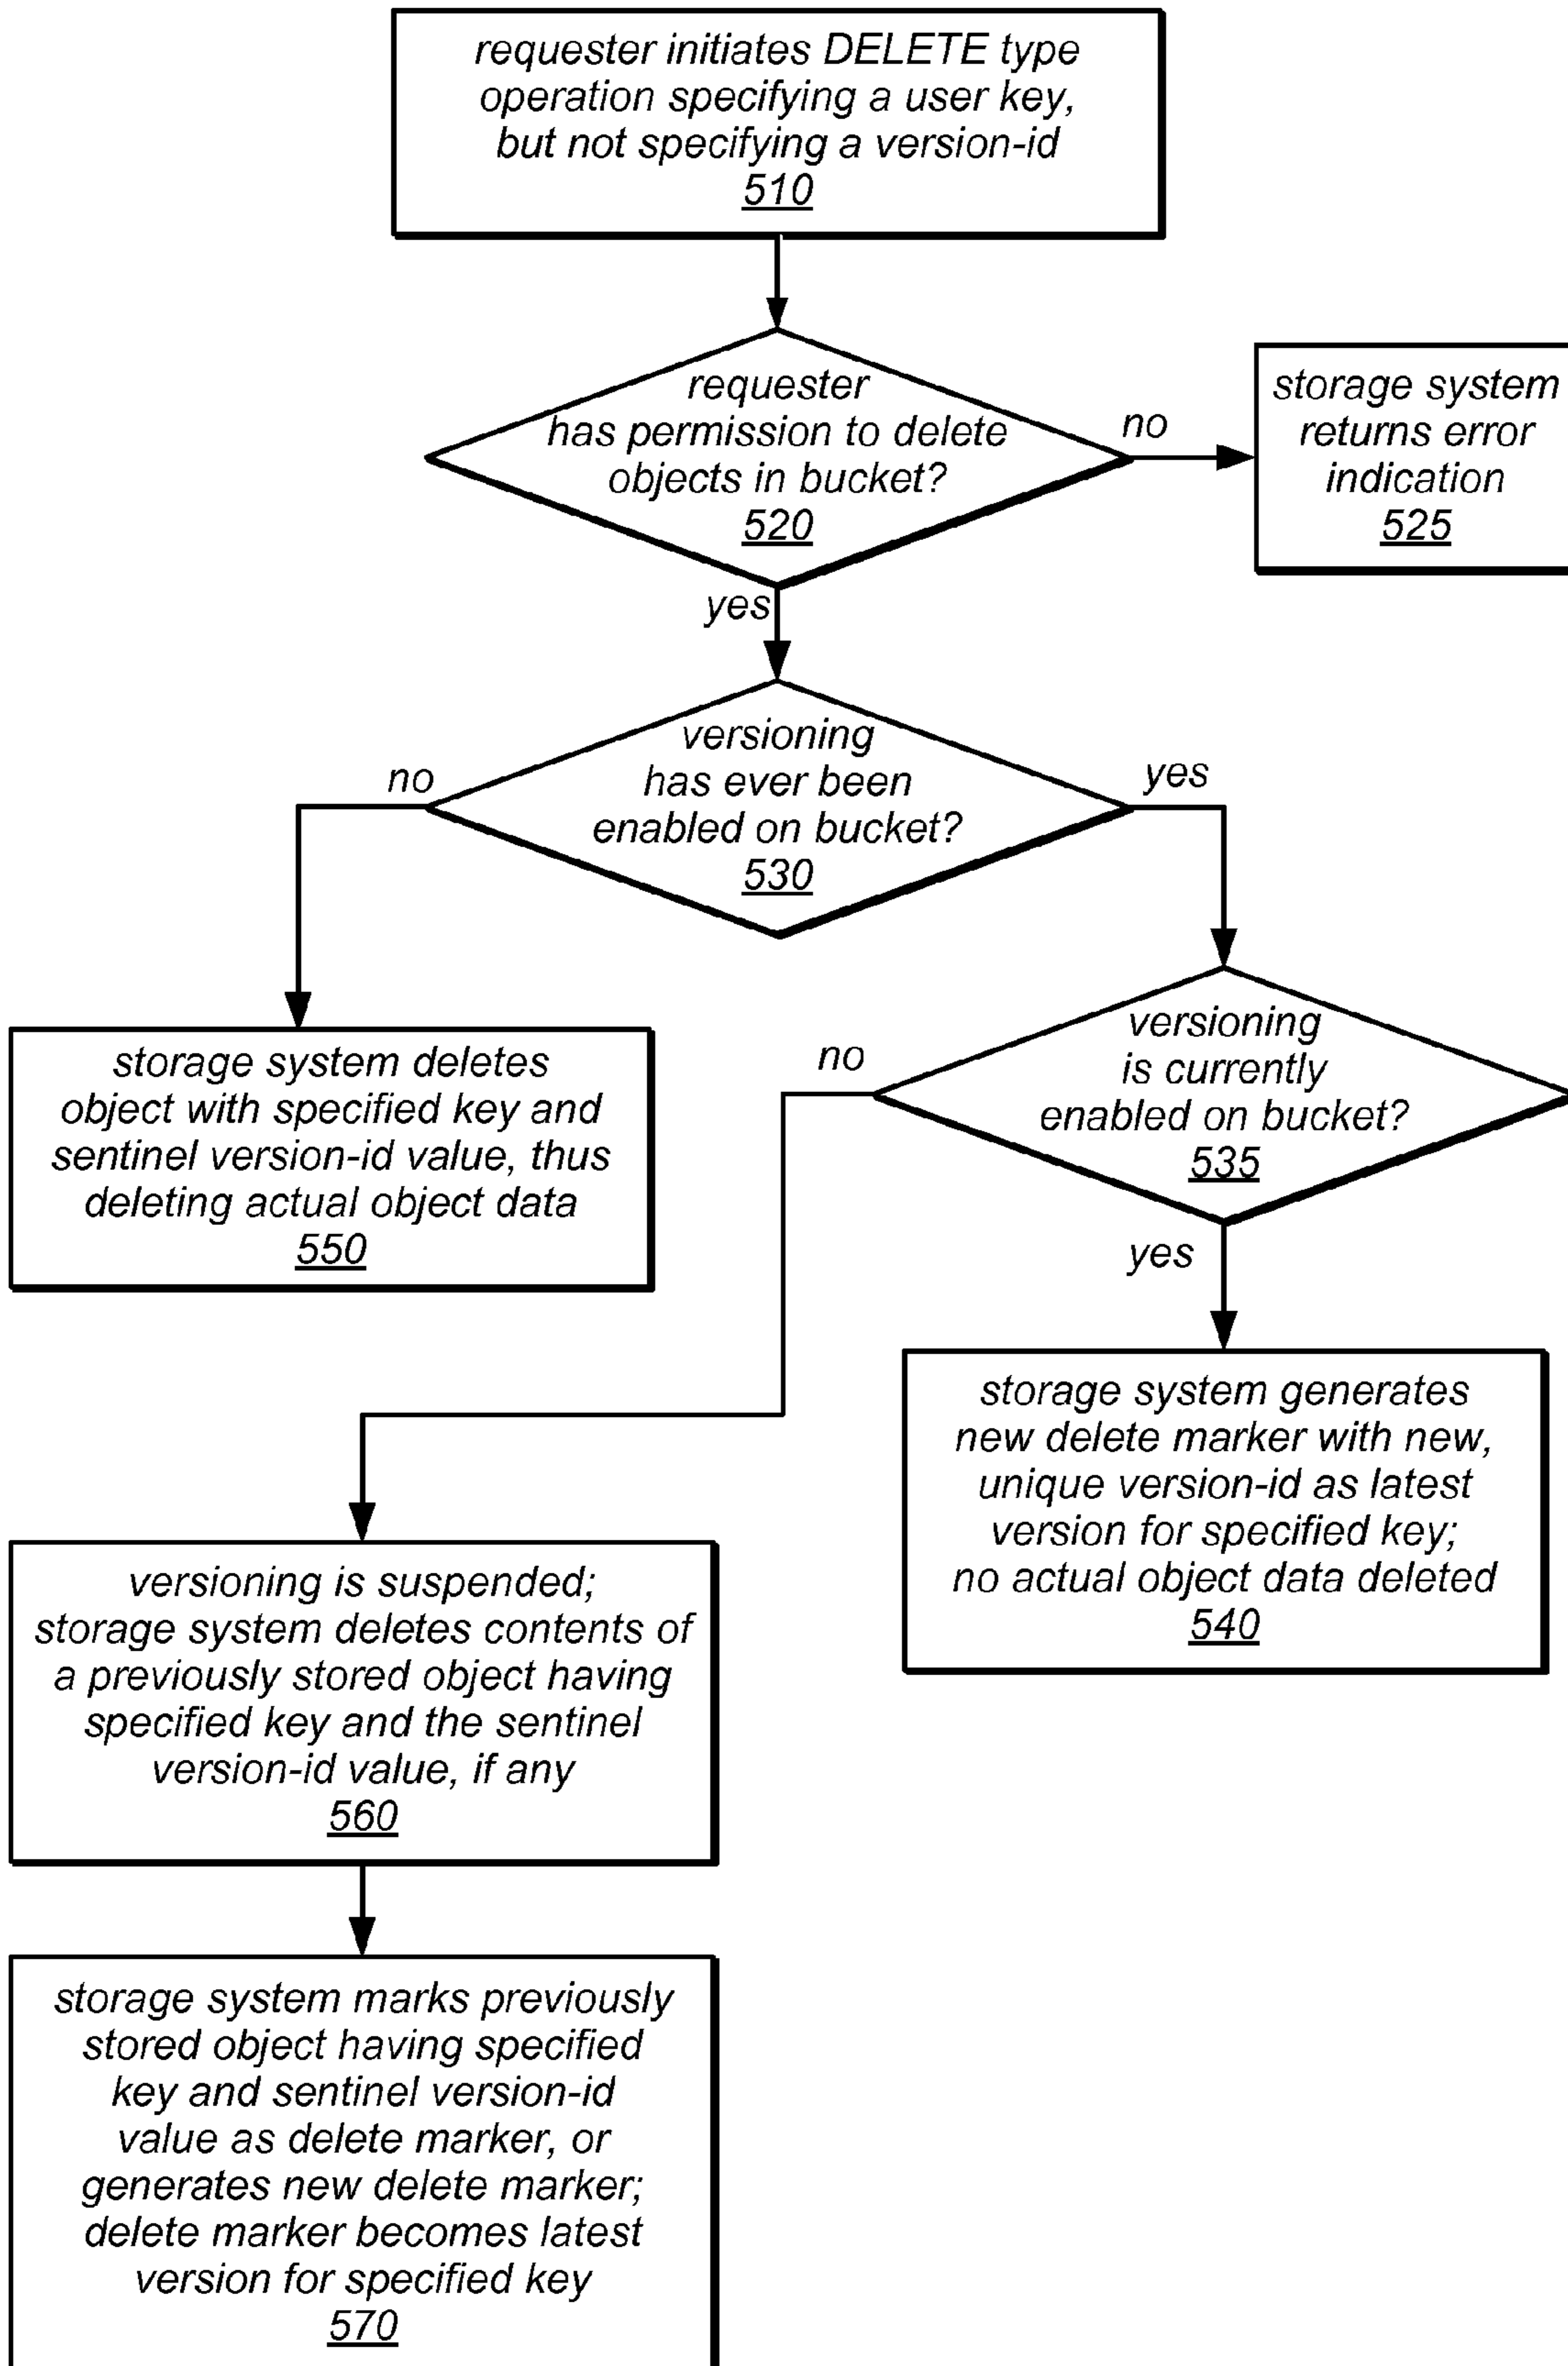 requester initiates DELETE type
operation specifying a user key,
but not specifying a version-id
510
requester
has permission to delete
objects in bucket?
520
no
storage system
returns error
indication
525
yes
versioning
has ever been
enabled on bucket?
530
no
yes
storage system deletes
object with specified key and
sentinel version-id value, thus
deleting actual object data
550
versioning
is currently
enabled on bucket?
535
no
yes
storage system generates
new delete marker with new,
unique version-id as latest
version for specified key;
no actual object data deleted
540
versioning is suspended;
storage system deletes contents of
a previously stored object having
specified key and the sentinel
version-id value, if any
560
storage system marks previously
stored object having specified
key and sentinel version-id
value as delete marker, or
generates new delete marker;
delete marker becomes latest
version for specified key
570